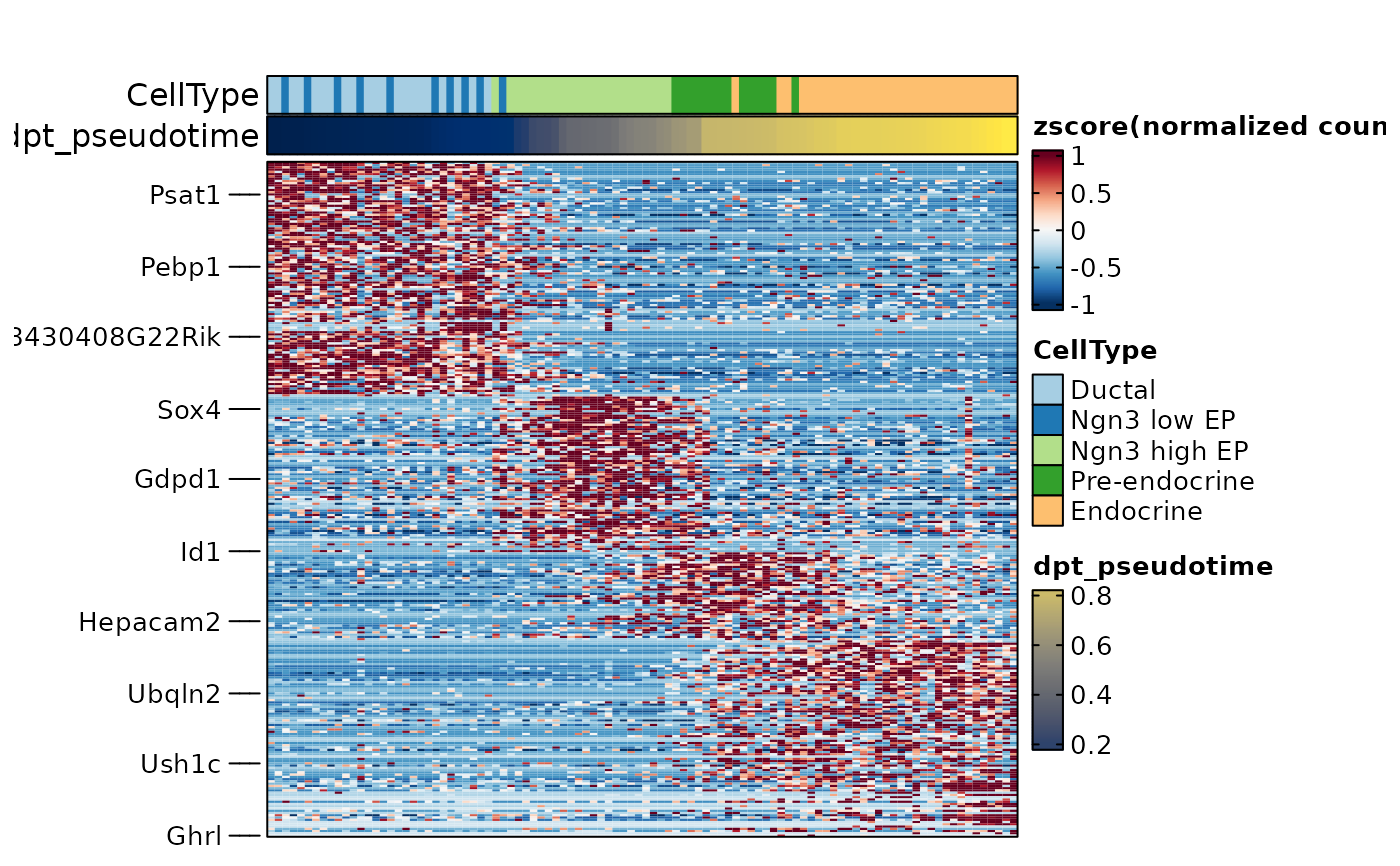 CellType
dpt_pseudotime
Psat1
Pebp1
3430408G22Rik
Sox4
Gdpd1
Id1
Hepacam2
Ubqln2
Ush1c
Ghrl
zscore(normalized coun
1
0.5
0
-0.5
-1
CellType
Ductal
Ngn3 low EP
Ngn3 high EP
Pre-endocrine
Endocrine
dpt_pseudotime
0.8
0.6
0.4
0.2